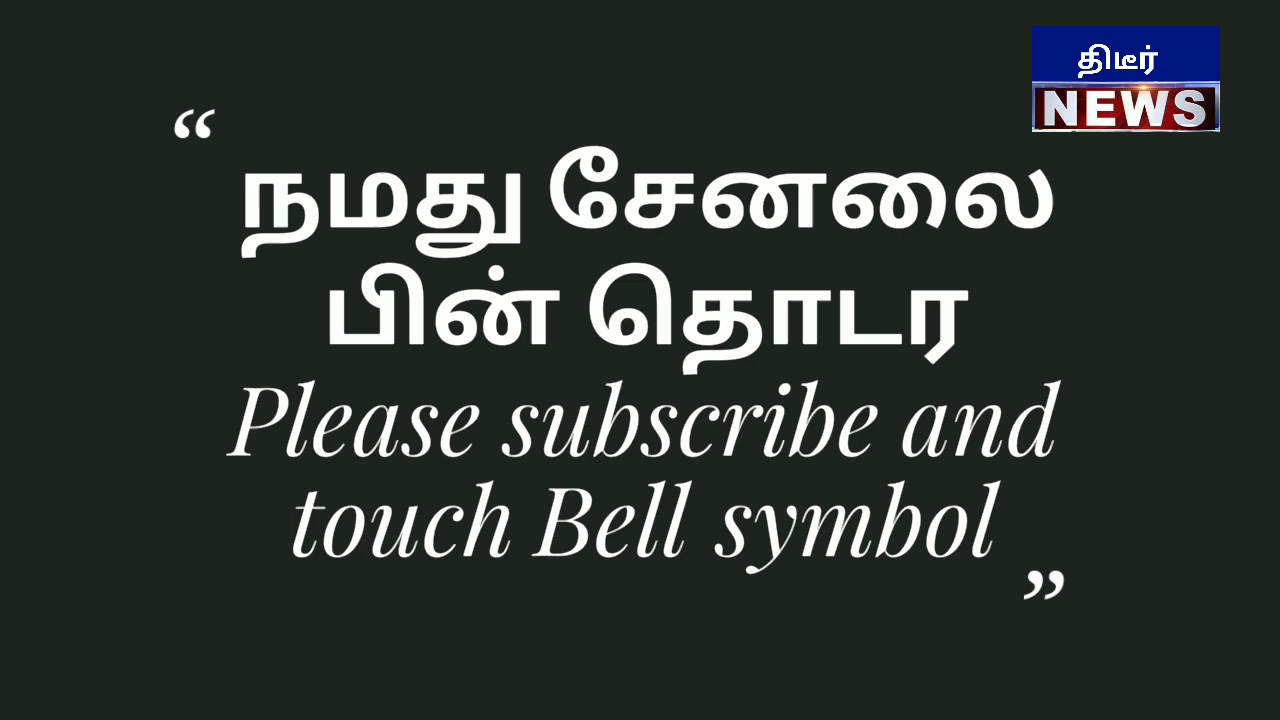 திடீர்
NEWS
“
நமது சேனலை
பின் தொடர
Please subscribe and
touch Bell symbol
”